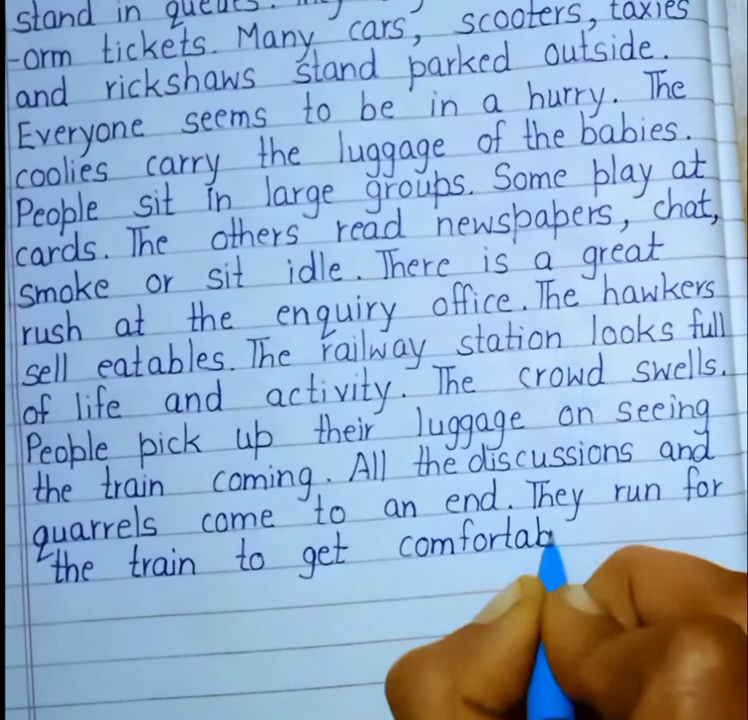 stand in queues.
-orm tickets. Many cars, scooters, taxies
and rickshaws stand parked outside.
Everyone seems to be in a hurry. The
coolies carry the luggage of the babies.
People sit in large groups. Some play at
cards. The others read newspapers, chat,
smoke or sit idle. There is a great
rush at the enquiry office. The hawkers
sell eatables. The railway station looks full
of life and activity. The crowd swells.
People pick up their luggage on seeing
the train coming. All the discussions and
quarrels come to an end. They run for
the train to get comfortab